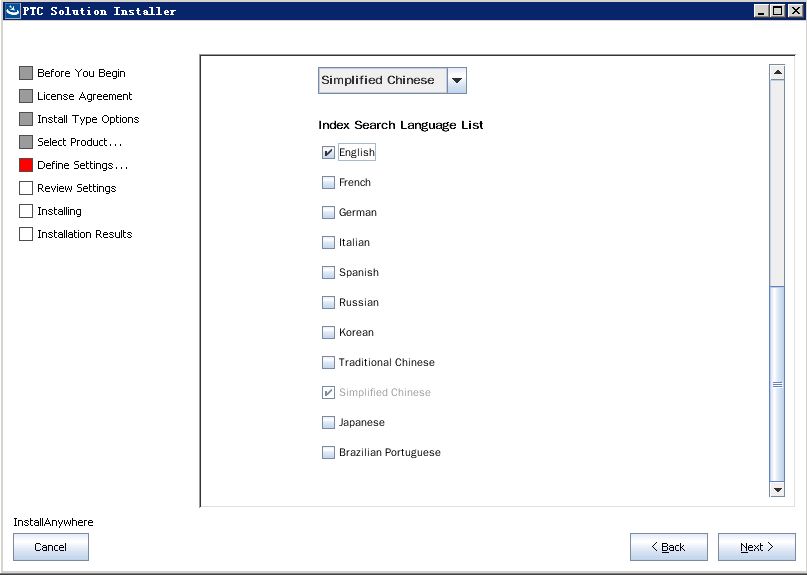 PTC Solution Installer
Before You Begin
License Agreement
Install Type Options
Select Product...
Define Settings...
Review Settings
Installing
Installation Results
Simplified Chinese
Index Search Language List
English
French
German
Italian
Spanish
Russian
Korean
Traditional Chinese
Simplified Chinese
Japanese
Brazilian Portuguese
InstallAnywhere
Cancel
< Back
Next >